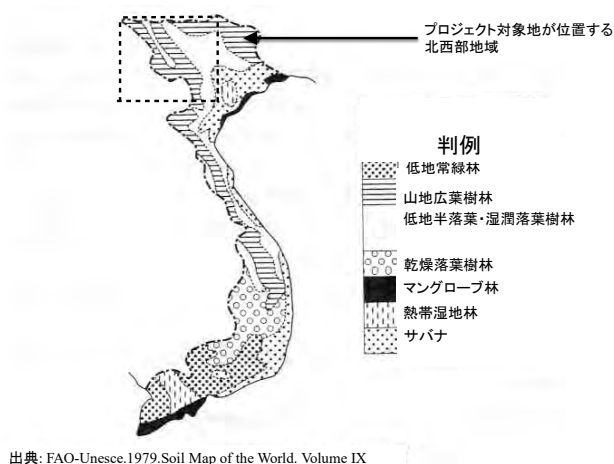 プロジェクト対象地が位置する
北西部地域
判例
低地常緑林
山地広葉樹林
低地半落葉・湿潤落葉樹林
乾燥落葉樹林
マングローブ林
熱帯湿地林
サバナ
出典: FAO-Unesce.1979.Soil Map of the World. Volume IX